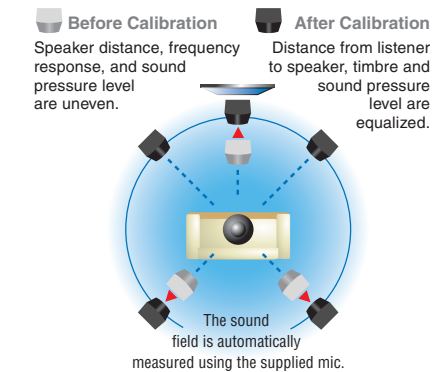 Before Calibration
Speaker distance, frequency
response, and sound
pressure level
are uneven.
After Calibration
Distance from listener
to speaker, timbre and
sound pressure
level are
equalized.
The sound
field is automatically
measured using the supplied mic.